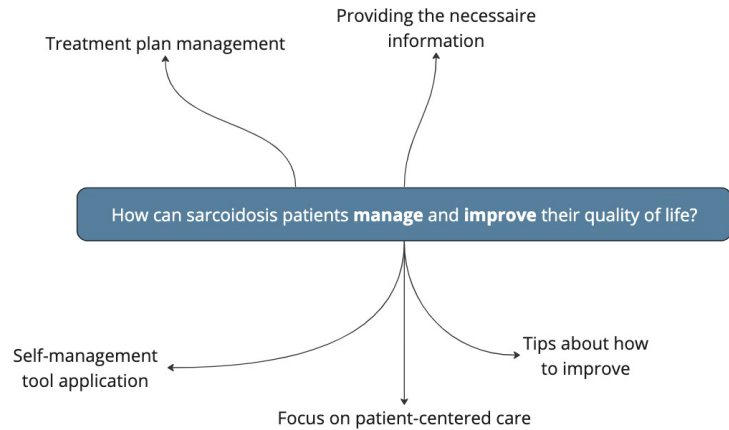 Treatment plan management
Providing the necessaire
information
How can sarcoidosis patients manage and improve their quality of life?
Self-management
tool application
Tips about how
to improve
Focus on patient-centered care